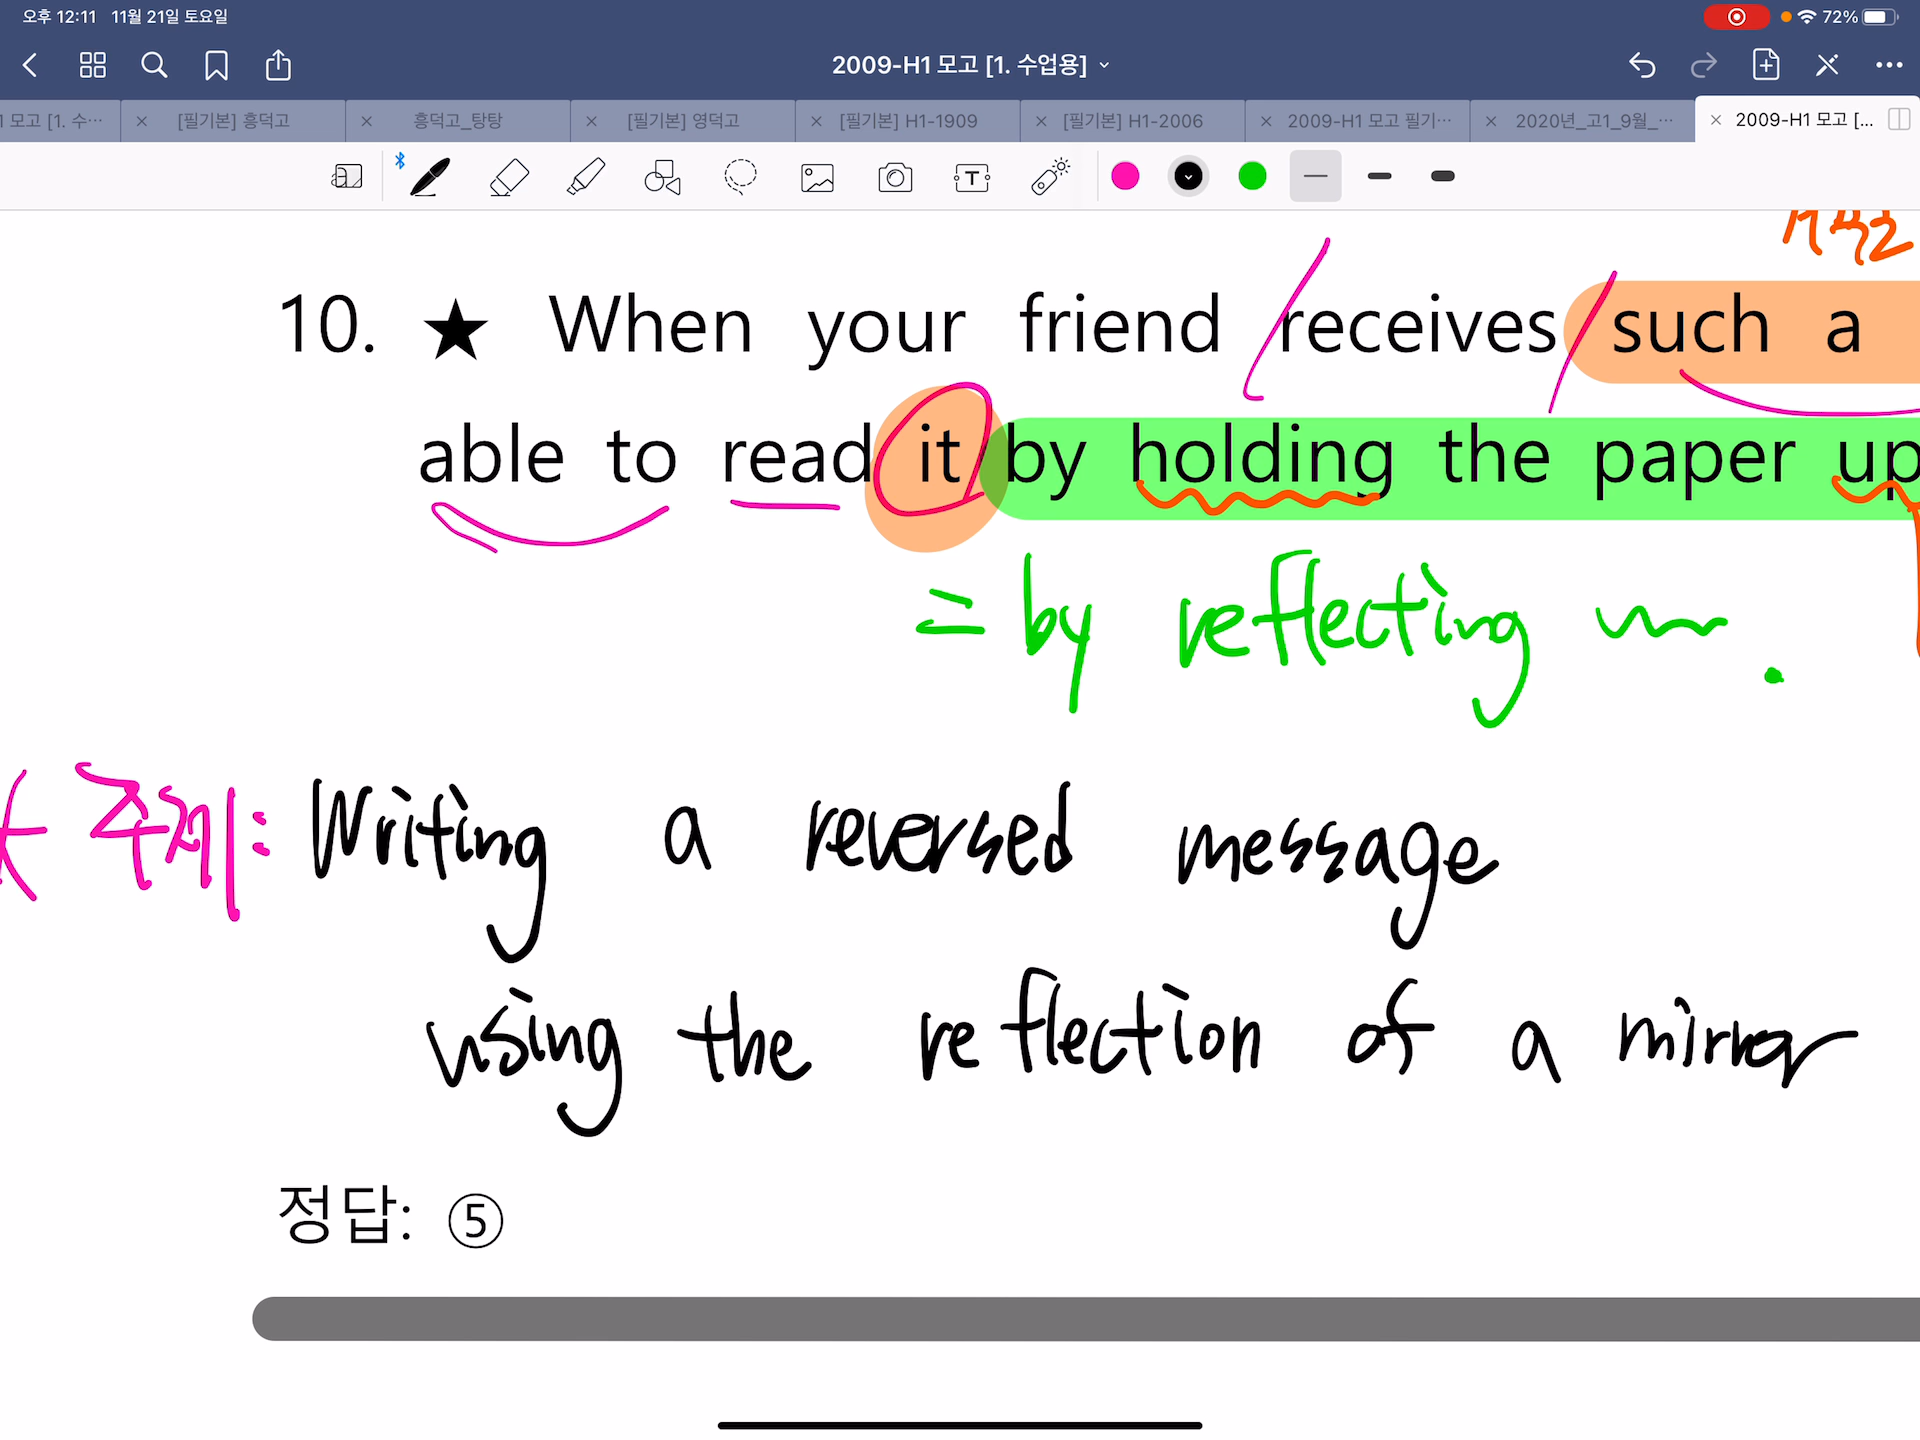 오후 12:11 11월 21일 토요일
72%
2009-H1 모고 [1. 수업용]
모고 [1. 수…
[필기본] 흥덕고
흥덕고_탕탕
[필기본] 영덕고
[필기본] H1-1909
[필기본] H1-2006
2009-H1 모고 필기…
2020년_고1_9월_…
2009-H1 모고 [...
10. ★ When your friend receives such a
able to read it by holding the paper up
= by reflecting
주제: Writing a reversed message
using the reflection of a mirror
정답: ⑤